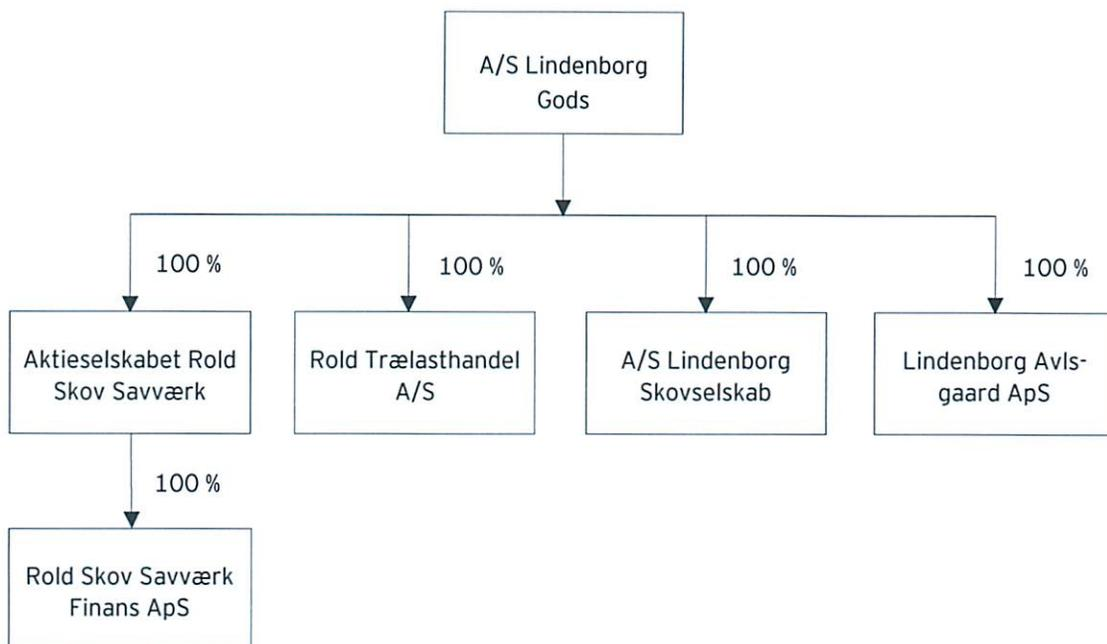 A/S Lindenborg
Gods
100 %
100 %
100 %
100 %
Aktieselskabet Rold
Skov Savværk
Rold Trælasthandel
A/S
A/S Lindenborg
Skovselskab
Lindenborg Avls-
gaard ApS
100 %
Rold Skov Savværk
Finans ApS